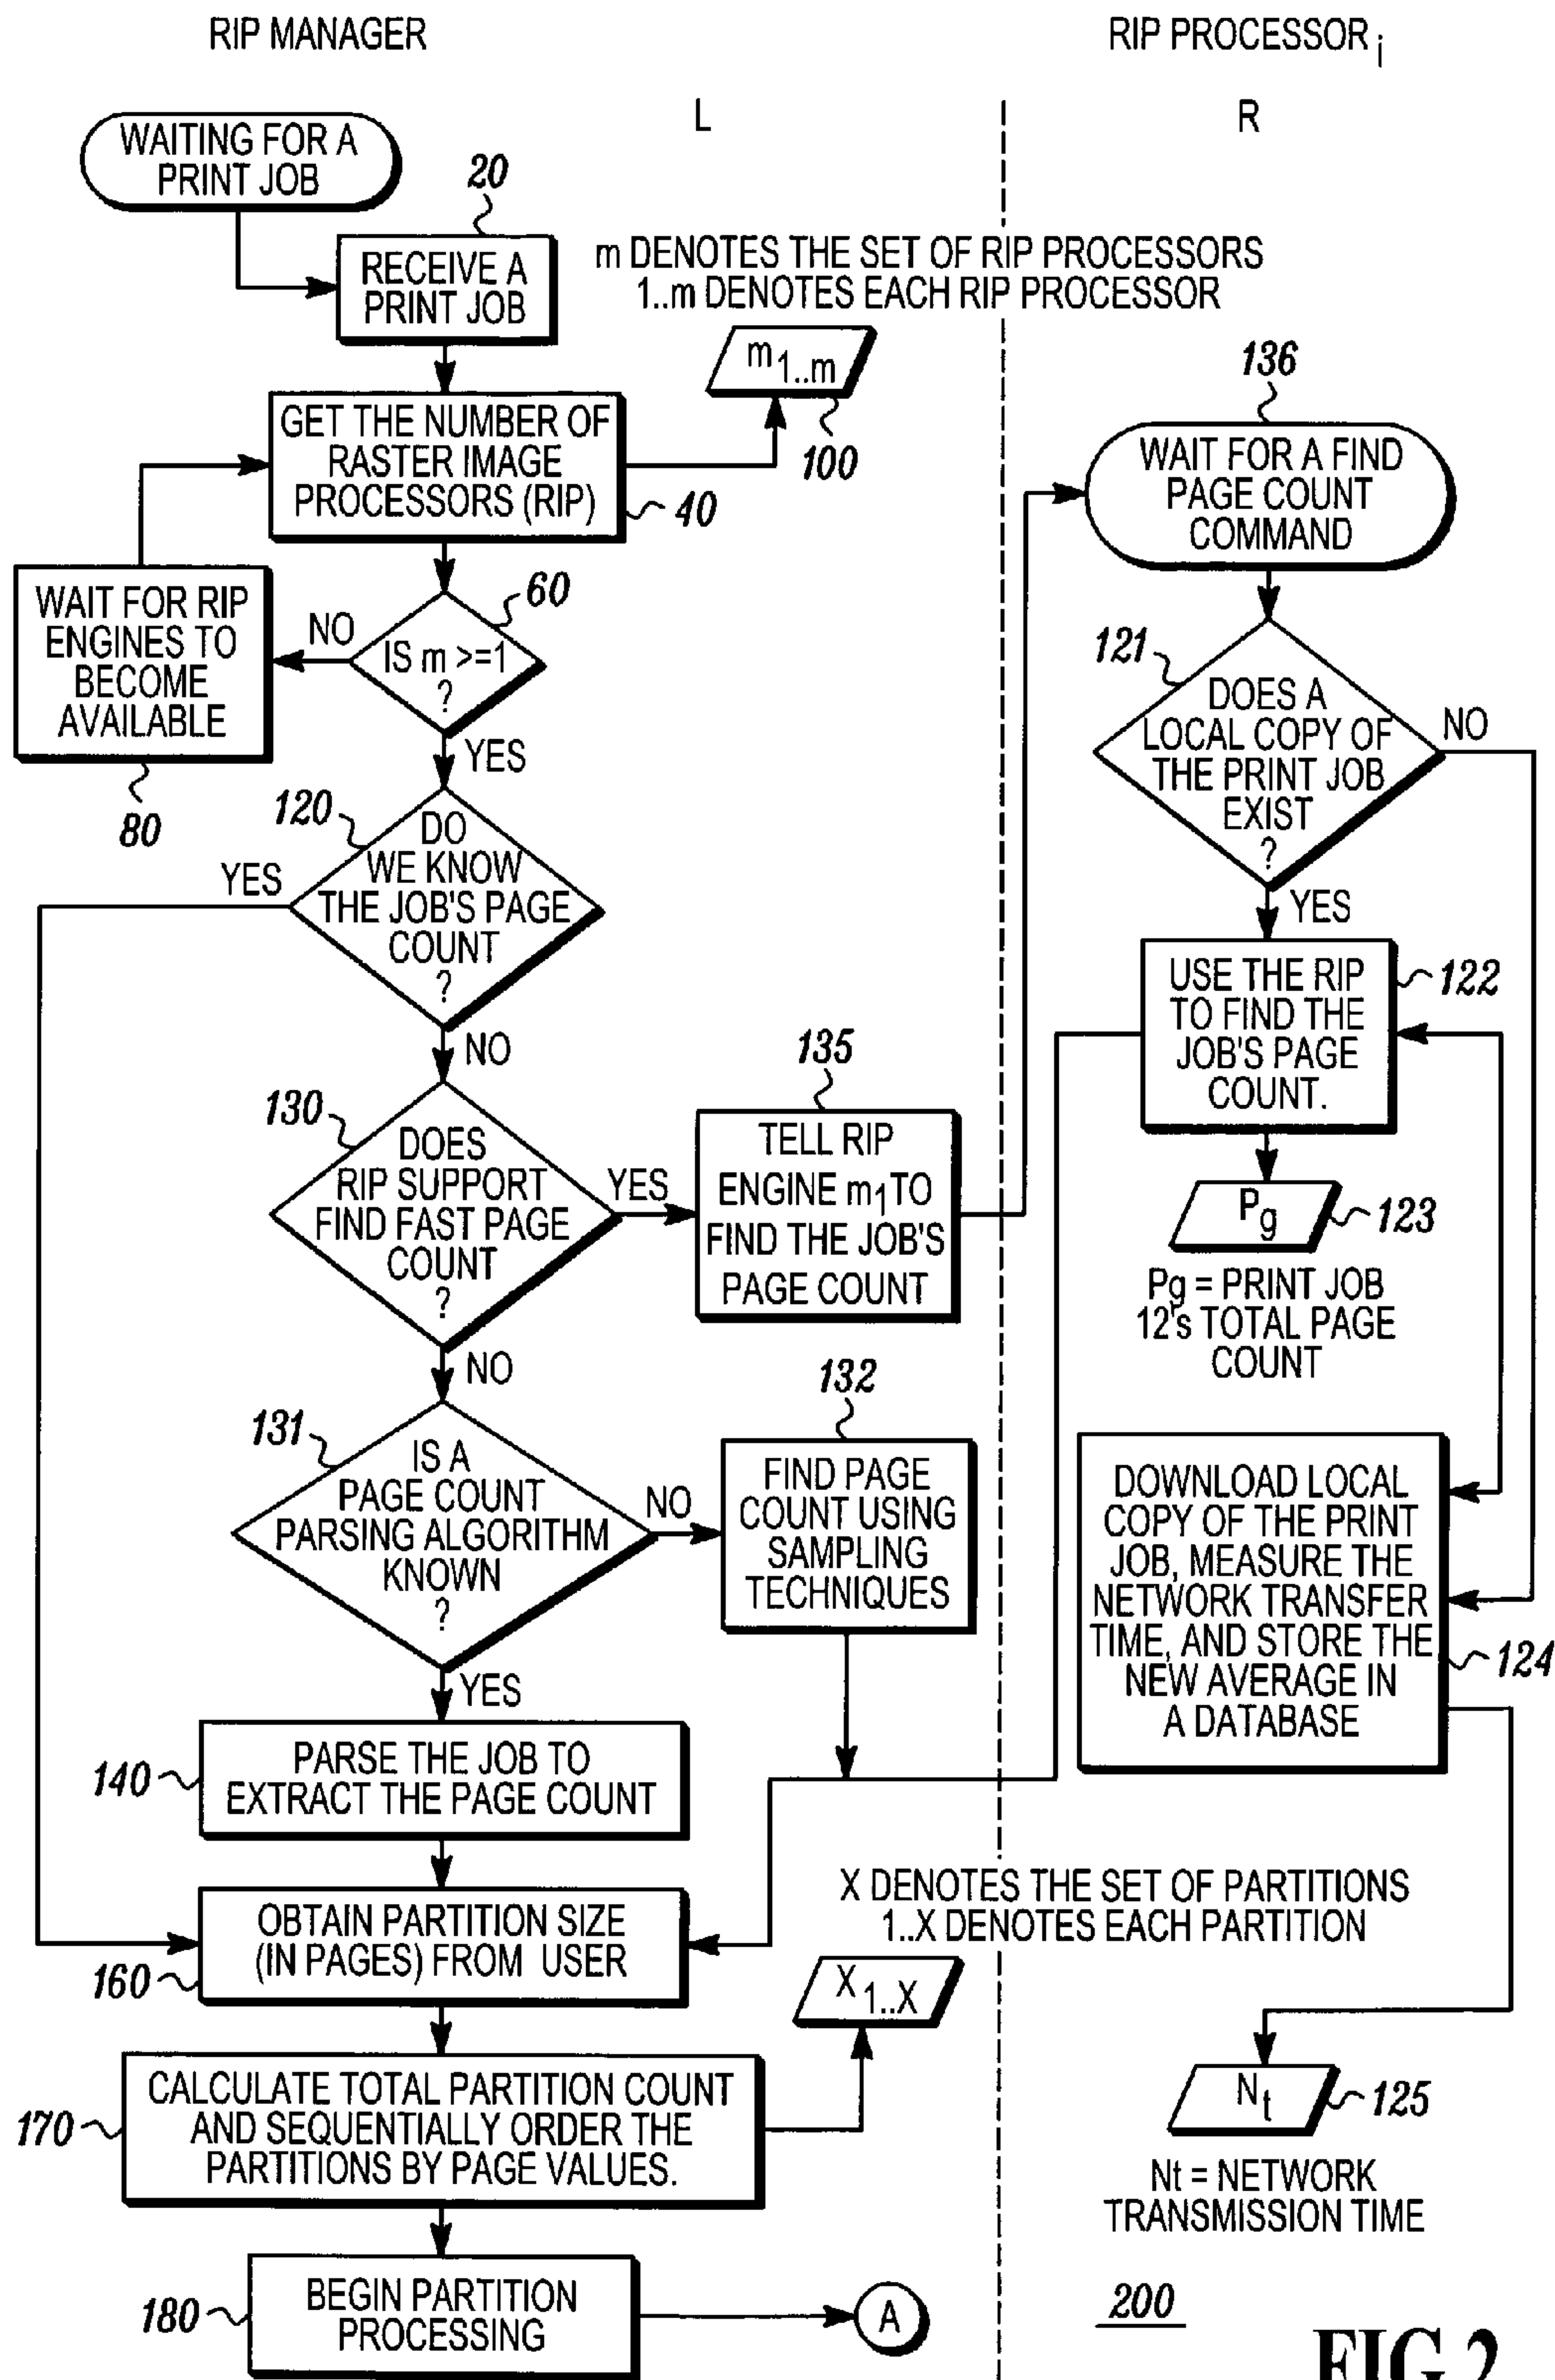 RIP MANAGER
RIP PROCESSOR i
L
R
WAITING FOR A
PRINT JOB
20
RECEIVE A
PRINT JOB
m DENOTES THE SET OF RIP PROCESSORS
1..m DENOTES EACH RIP PROCESSOR
m 1..m
100
GET THE NUMBER OF
RASTER IMAGE
PROCESSORS (RIP)
40
136
WAIT FOR A FIND
PAGE COUNT
COMMAND
WAIT FOR RIP
ENGINES TO
BECOME
AVAILABLE
80
NO
60
IS m >=1
?
YES
121
DOES A
LOCAL COPY OF
THE PRINT JOB
EXIST
?
NO
YES
120
DO
WE KNOW
THE JOB'S PAGE
COUNT
?
YES
NO
USE THE RIP
TO FIND THE
JOB'S PAGE
COUNT.
122
130
DOES
RIP SUPPORT
FIND FAST PAGE
COUNT
?
YES
NO
135
TELL RIP
ENGINE m1 TO
FIND THE JOB'S
PAGE COUNT
Pg
123
Pg = PRINT JOB
12's TOTAL PAGE
COUNT
131
IS A
PAGE COUNT
PARSING ALGORITHM
KNOWN
?
NO
YES
132
FIND PAGE
COUNT USING
SAMPLING
TECHNIQUES
DOWNLOAD LOCAL
COPY OF THE PRINT
JOB, MEASURE THE
NETWORK TRANSFER
TIME, AND STORE THE
NEW AVERAGE IN
A DATABASE
124
140
PARSE THE JOB TO
EXTRACT THE PAGE COUNT
X DENOTES THE SET OF PARTITIONS
1..X DENOTES EACH PARTITION
OBTAIN PARTITION SIZE
(IN PAGES) FROM USER
160
X 1..X
CALCULATE TOTAL PARTITION COUNT
AND SEQUENTIALLY ORDER THE
PARTITIONS BY PAGE VALUES.
170
Nt
125
Nt = NETWORK
TRANSMISSION TIME
BEGIN PARTITION
PROCESSING
180
A
200
FIG.2